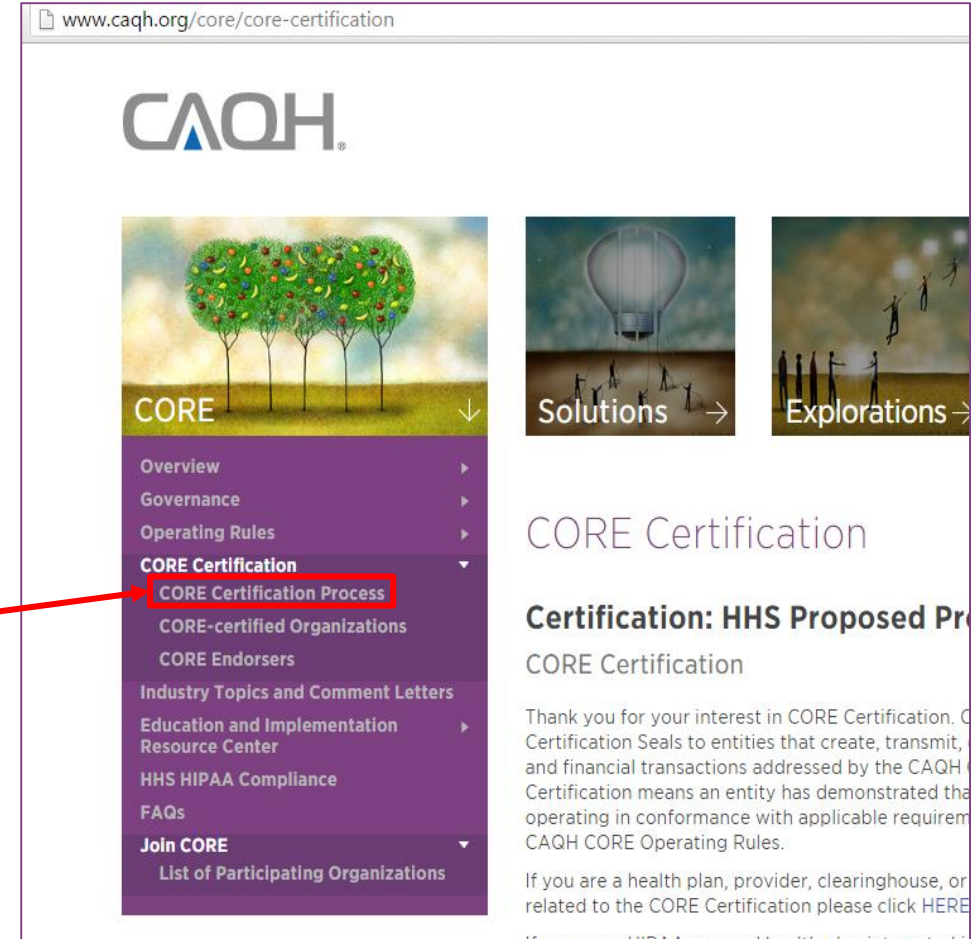 www.caqh.org/core/core-certification
CAQH®
CORE
Solutions
Explorations
Overview
Governance
Operating Rules
CORE Certification
CORE Certification Process
CORE-certified Organizations
CORE Endorsers
Industry Topics and Comment Letters
Education and Implementation
Resource Center
HHS HIPAA Compliance
FAQs
Join CORE
List of Participating Organizations
CORE Certification
Certification: HHS Proposed
CORE Certification
Thank you for your interest in CORE Certification.
Certification Seals to entities that create, transmit,
and financial transactions addressed by the CAQH
Certification means an entity has demonstrated
operating in conformance with applicable
CAQH CORE Operating Rules.
If you are a health plan, provider, clearinghouse, or
related to the CORE Certification please click HERE